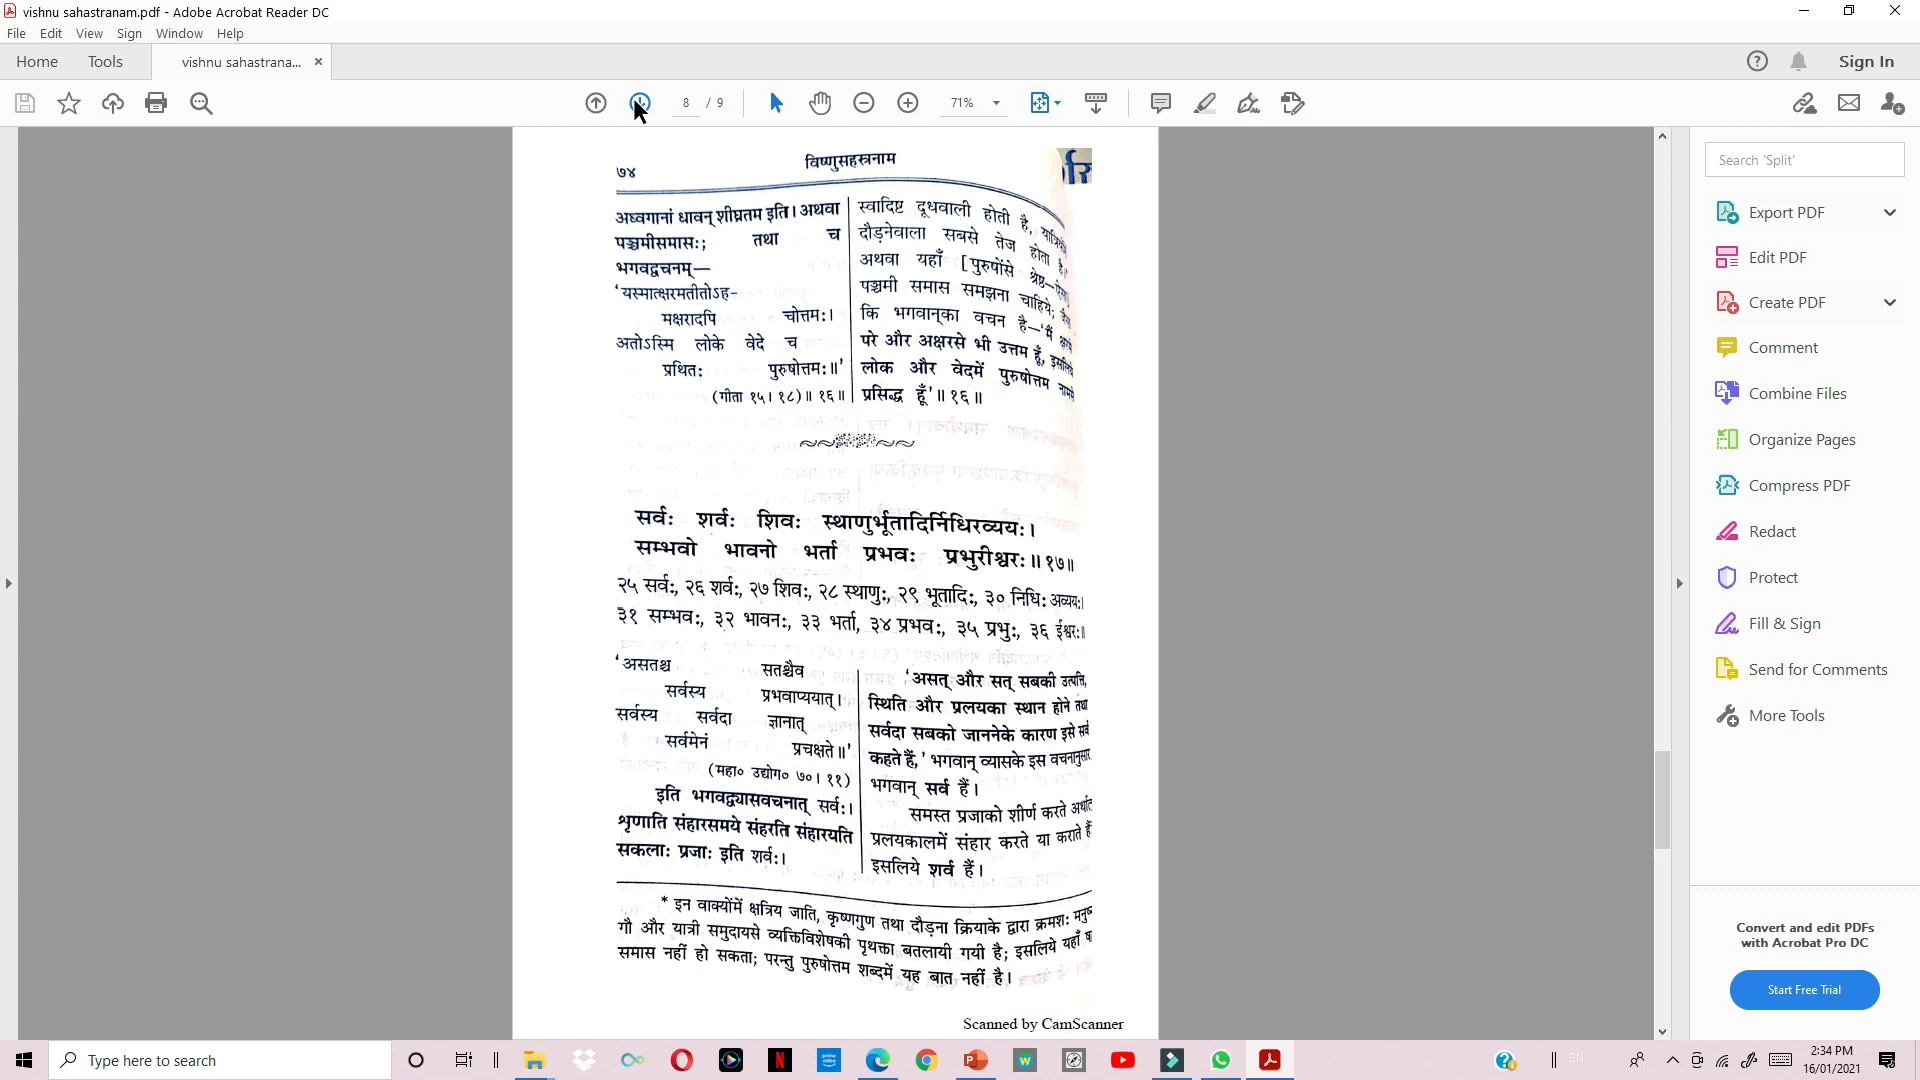 vishnu sahastranam.pdf - Adobe Acrobat Reader DC
File Edit View Sign Window Help
Home Tools vishnu sahastrana... Sign In
8 / 9 71%
७४ विष्णुसहस्रनाम
अध्वगानां धावन् शीघ्रतम इति। अथवा
पञ्चमीसमासः; तथा च
भगवद्वचनम्—
'यस्मात्क्षरमतीतोऽह-
मक्षरादपि चोत्तमः।
अतोऽस्मि लोके वेदे च
प्रथितः पुरुषोत्तमः॥'
(गीता १५। १८)॥ १६॥
स्वादिष्ट दूधवाली होती है,
दौड़नेवाला सबसे तेज होता है।
अथवा यहाँ [पुरुषोंसे श्रेष्ठ—
पञ्चमी समास समझना चाहिये;
कि भगवान्का वचन है—'मैं
परे और अक्षरसे भी उत्तम हूँ, इसलिये
लोक और वेदमें पुरुषोत्तम नामसे
प्रसिद्ध हूँ'॥ १६॥
सर्वः शर्वः शिवः स्थाणुर्भूतादिर्निधिरव्ययः।
सम्भवो भावनो भर्ता प्रभवः प्रभुरीश्वरः॥ १७॥
२५ सर्वः, २६ शर्वः, २७ शिवः, २८ स्थाणुः, २९ भूतादिः, ३० निधिः अव्ययः।
३१ सम्भवः, ३२ भावनः, ३३ भर्ता, ३४ प्रभवः, ३५ प्रभुः, ३६ ईश्वरः॥
'असतश्च सतश्चैव
सर्वस्य प्रभवाप्ययात्।
सर्वस्य सर्वदा ज्ञानात्
सर्वमेनं प्रचक्षते॥'
(महा० उद्योग० ७०। ११)
इति भगवद्व्यासवचनात् सर्वः।
शृणाति संहारसमये संहरति संहारयति
सकलाः प्रजाः इति शर्वः।
'असत् और सत् सबकी उत्पत्ति,
स्थिति और प्रलयका स्थान होने तथा
सर्वदा सबको जाननेके कारण इसे सर्व
कहते हैं,' भगवान् व्यासके इस वचनानुसार
भगवान् सर्व हैं।
समस्त प्रजाको शीर्ण करते अर्थात्
प्रलयकालमें संहार करते या कराते हैं
इसलिये शर्व हैं।
* इन वाक्योंमें क्षत्रिय जाति, कृष्णगुण तथा दौड़ना क्रियाके द्वारा क्रमशः मनुष्य
गौ और यात्री समुदायसे व्यक्तिविशेषकी पृथक्ता बतलायी गयी है; इसलिये यहाँ
समास नहीं हो सकता; परन्तु पुरुषोत्तम शब्दमें यह बात नहीं है।
Scanned by CamScanner
Search 'Split'
Export PDF
Edit PDF
Create PDF
Comment
Combine Files
Organize Pages
Compress PDF
Redact
Protect
Fill & Sign
Send for Comments
More Tools
Convert and edit PDFs
with Acrobat Pro DC
Start Free Trial
Type here to search
EN
2:34 PM
16/01/2021